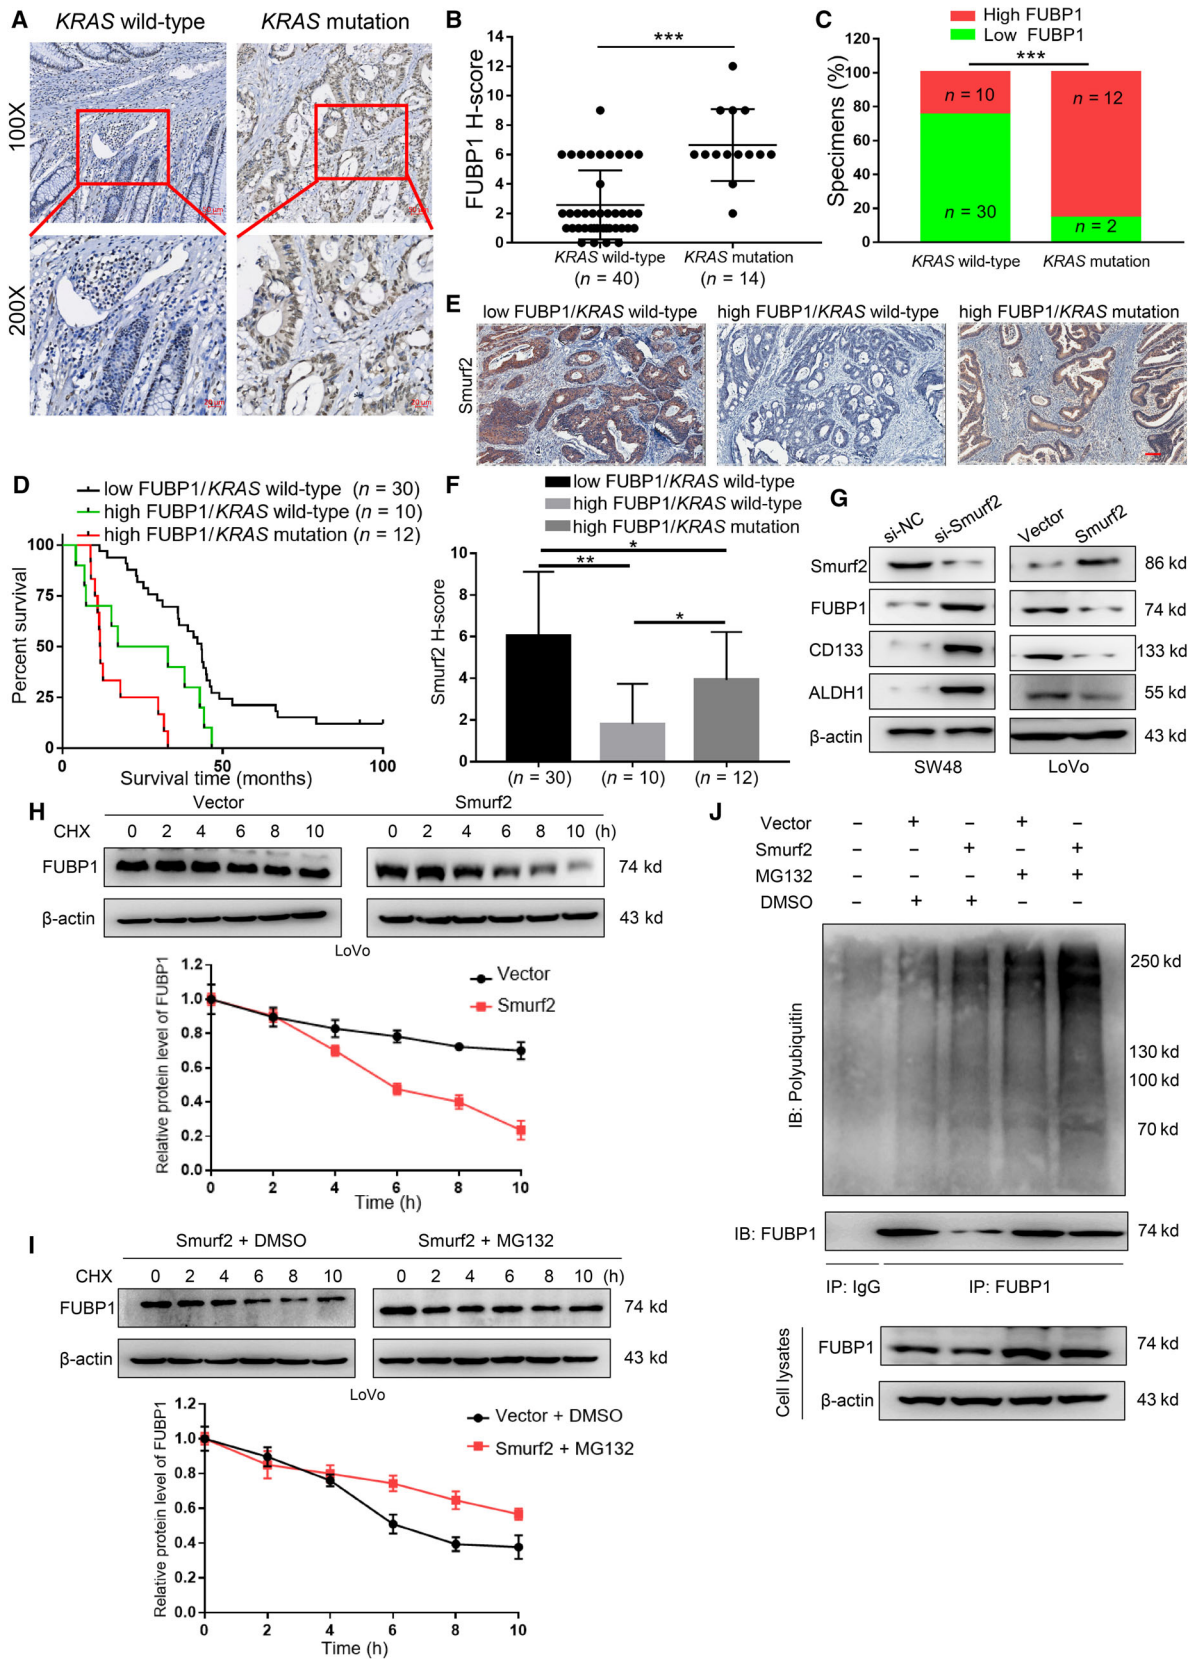 A
KRAS wild-type
KRAS mutation
100X
200X
20 µm
20 µm
B
FUBP1 H-score
14
12
10
8
6
4
2
0
***
KRAS wild-type
(n = 40)
KRAS mutation
(n = 14)
C
High FUBP1
Low FUBP1
Specimens (%)
120
100
80
60
40
20
0
***
n = 10
n = 30
n = 12
n = 2
KRAS wild-type
KRAS mutation
E
low FUBP1/KRAS wild-type
high FUBP1/KRAS wild-type
high FUBP1/KRAS mutation
Smurf2
D
low FUBP1/KRAS wild-type (n = 30)
high FUBP1/KRAS wild-type (n = 10)
high FUBP1/KRAS mutation (n = 12)
Percent survival
100
75
50
25
0
0
50
100
Survival time (months)
F
low FUBP1/KRAS wild-type
high FUBP1/KRAS wild-type
high FUBP1/KRAS mutation
Smurf2 H-score
10
8
6
4
2
0
*
**
*
(n = 30)
(n = 10)
(n = 12)
G
si-NC
si-Smurf2
Vector
Smurf2
Smurf2
86 kd
FUBP1
74 kd
CD133
133 kd
ALDH1
55 kd
β-actin
43 kd
SW48
LoVo
H
Vector
Smurf2
CHX
0 2 4 6 8 10
0 2 4 6 8 10 (h)
FUBP1
74 kd
β-actin
43 kd
LoVo
Relative protein level of FUBP1
1.2
1.0
0.8
0.6
0.4
0.2
0.0
Vector
Smurf2
0 2 4 6 8 10
Time (h)
I
Smurf2 + DMSO
Smurf2 + MG132
CHX
0 2 4 6 8 10
0 2 4 6 8 10 (h)
FUBP1
74 kd
β-actin
43 kd
LoVo
Relative protein level of FUBP1
1.2
1.0
0.8
0.6
0.4
0.2
0.0
Vector + DMSO
Smurf2 + MG132
0 2 4 6 8 10
Time (h)
J
Vector – + – + –
Smurf2 – – + – +
MG132 – – – + +
DMSO – + + – –
IB: Polyubiquitin
250 kd
130 kd
100 kd
70 kd
IB: FUBP1
74 kd
IP: IgG
IP: FUBP1
Cell lysates
FUBP1
74 kd
β-actin
43 kd